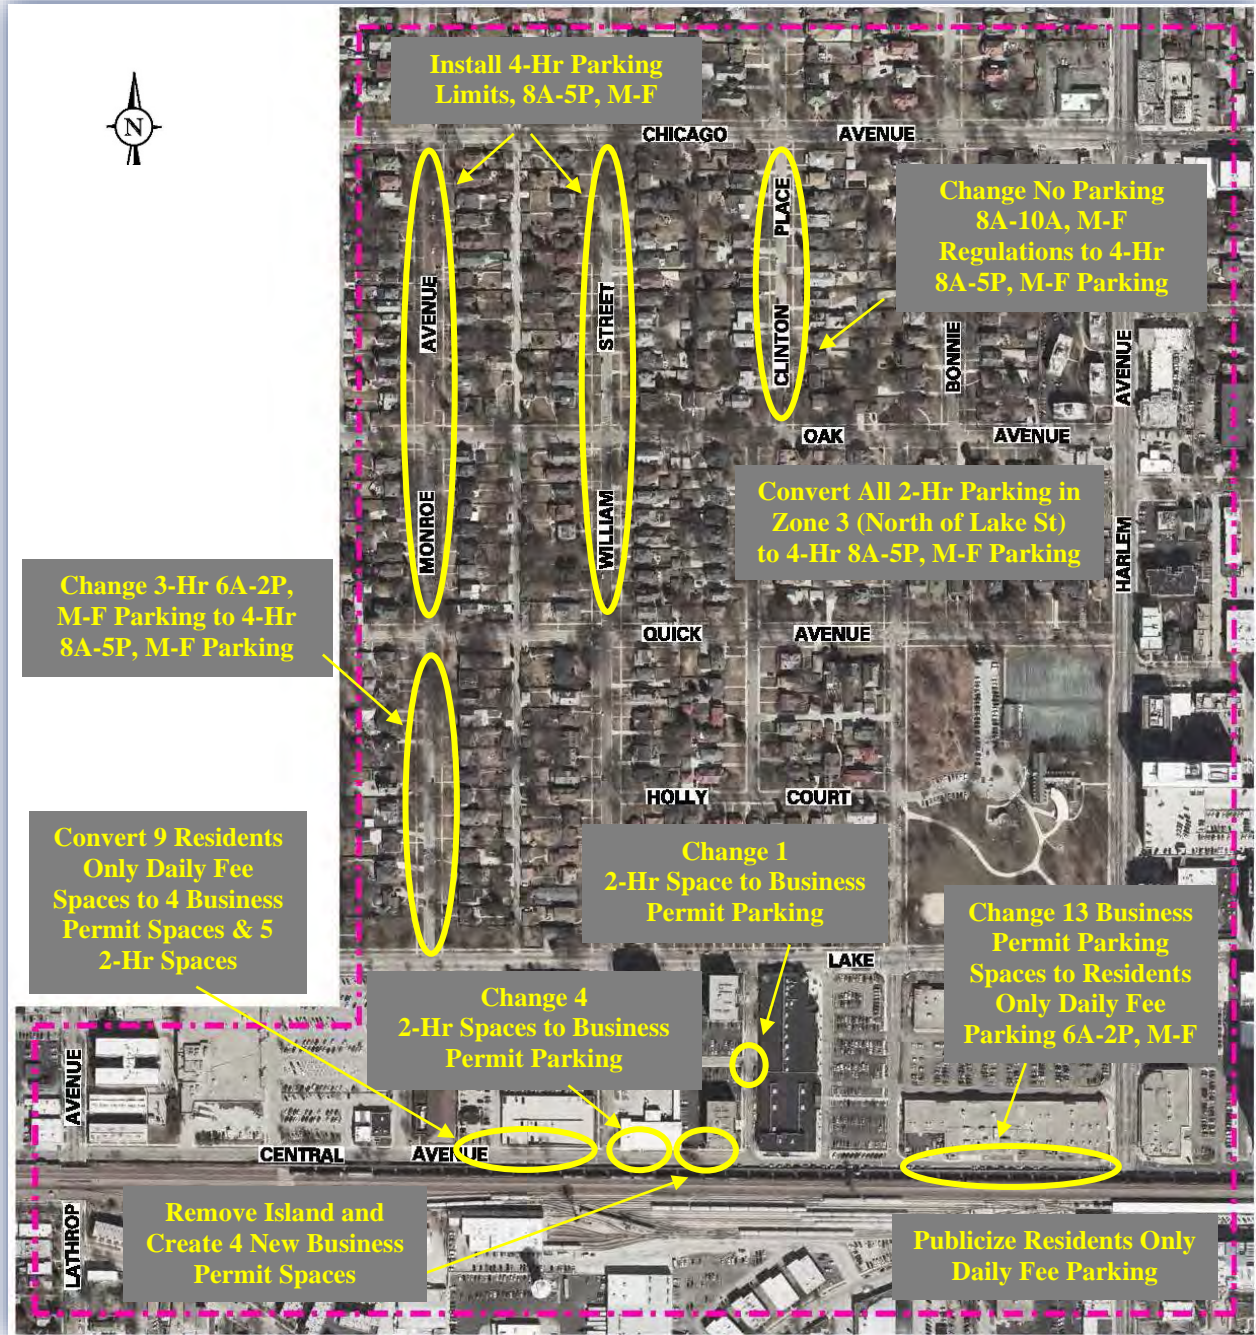 Install 4-Hr Parking
Limits, 8A-5P, M-F
N
CHICAGO AVENUE
PLACE
CLINTON
Change No Parking
8A-10A, M-F
Regulations to 4-Hr
8A-5P, M-F Parking
AVENUE
MONROE
STREET
WILLIAM
BONNIE
AVENUE
HARLEM
OAK AVENUE
Convert All 2-Hr Parking in
Zone 3 (North of Lake St)
to 4-Hr 8A-5P, M-F Parking
Change 3-Hr 6A-2P,
M-F Parking to 4-Hr
8A-5P, M-F Parking
QUICK AVENUE
HOLLY COURT
Convert 9 Residents
Only Daily Fee
Spaces to 4 Business
Permit Spaces & 5
2-Hr Spaces
Change 1
2-Hr Space to Business
Permit Parking
Change 13 Business
Permit Parking
Spaces to Residents
Only Daily Fee
Parking 6A-2P, M-F
LAKE
Change 4
2-Hr Spaces to Business
Permit Parking
AVENUE
LATHROP
CENTRAL AVENUE
Remove Island and
Create 4 New Business
Permit Spaces
Publicize Residents Only
Daily Fee Parking